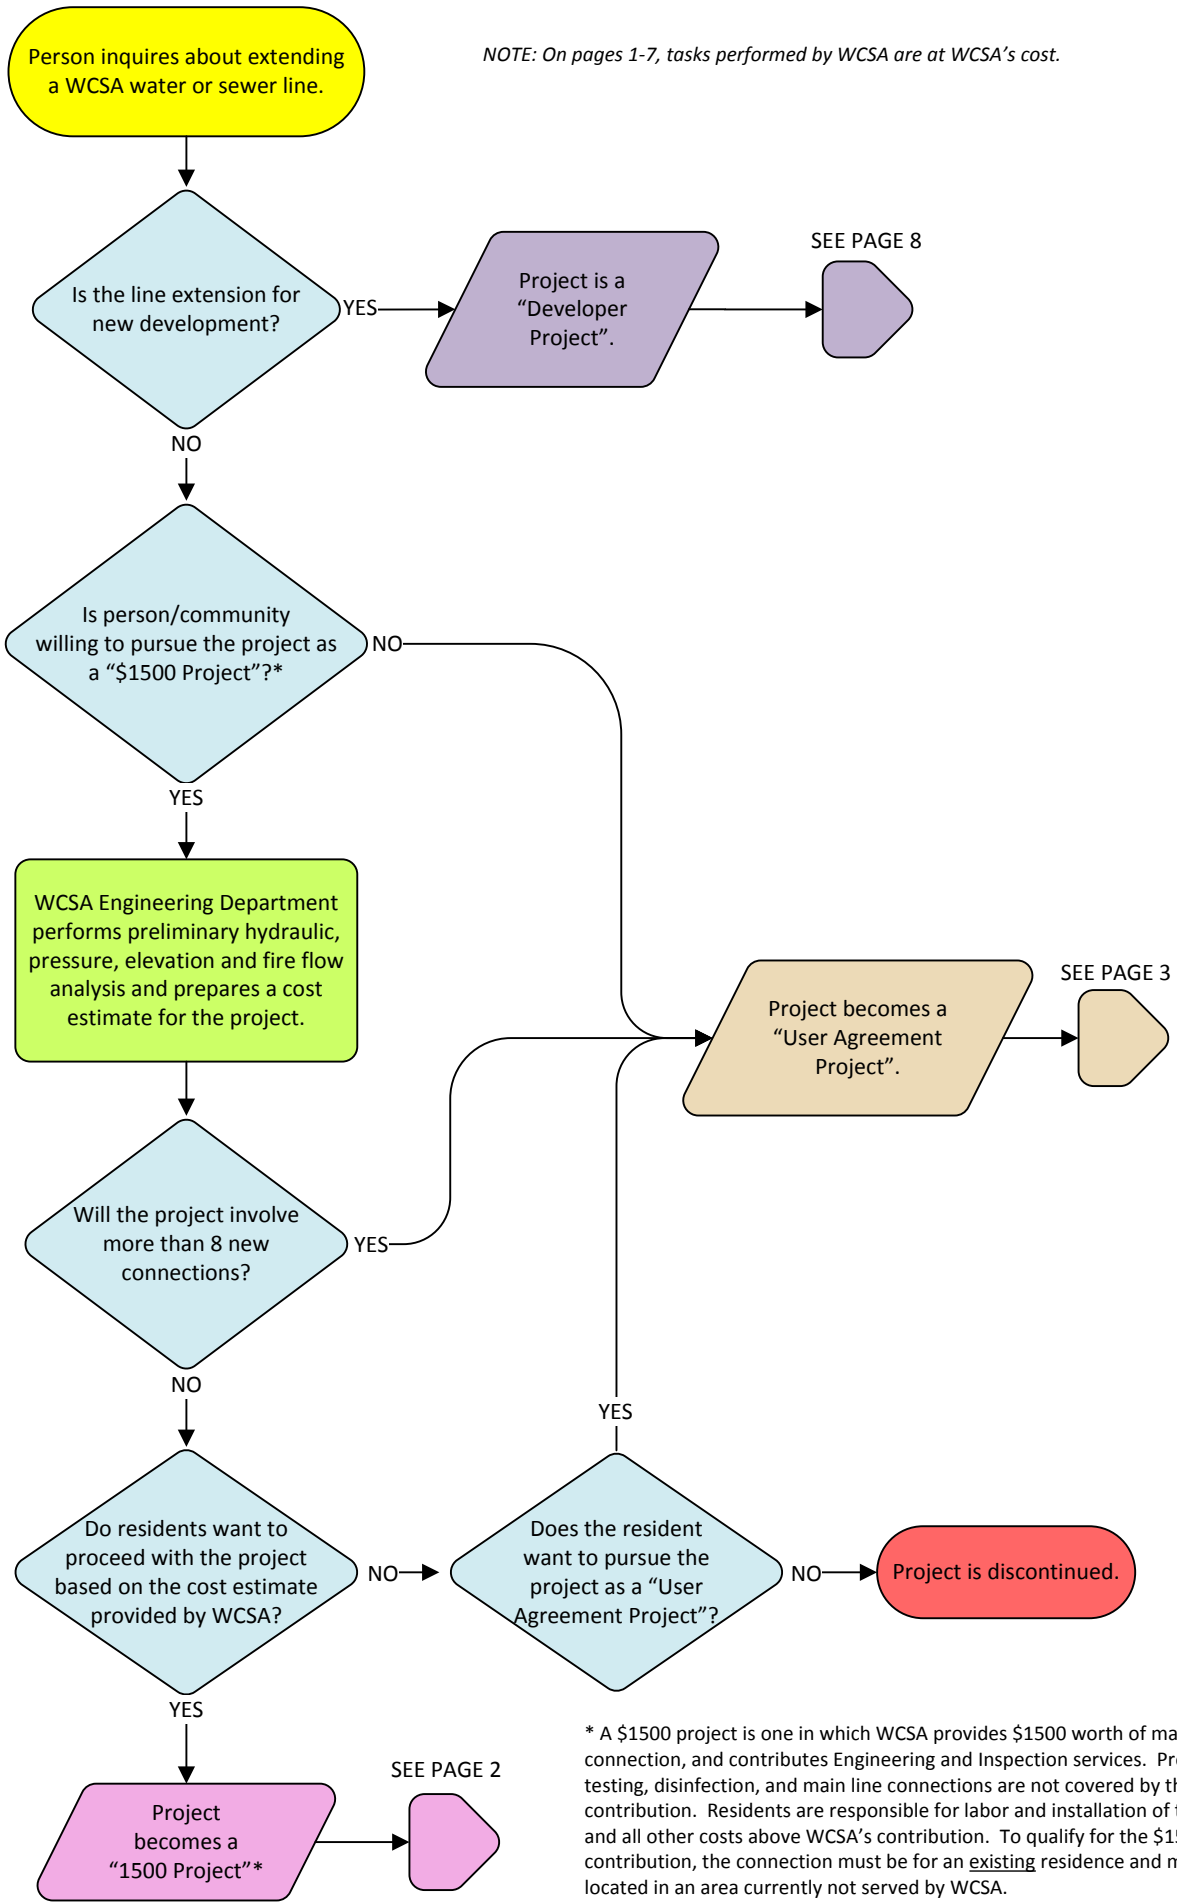 Person inquires about extending
a WCSA water or sewer line.
NOTE: On pages 1-7, tasks performed by WCSA are at WCSA’s cost.
Is the line extension for
new development?
YES
Project is a
“Developer
Project”.
SEE PAGE 8
NO
Is person/community
willing to pursue the project as
a “$1500 Project”?*
NO
YES
WCSA Engineering Department
performs preliminary hydraulic,
pressure, elevation and fire flow
analysis and prepares a cost
estimate for the project.
Project becomes a
“User Agreement
Project”.
SEE PAGE 3
Will the project involve
more than 8 new
connections?
YES
NO
YES
Do residents want to
proceed with the project
based on the cost estimate
provided by WCSA?
NO
Does the resident
want to pursue the
project as a “User
Agreement Project”?
NO
Project is discontinued.
YES
Project
becomes a
“1500 Project”*
SEE PAGE 2
* A $1500 project is one in which WCSA provides $1500 worth of
connection, and contributes Engineering and Inspection services.
testing, disinfection, and main line connections are not covered by
contribution.  Residents are responsible for labor and installation of
and all other costs above WCSA’s contribution.  To qualify for the
contribution, the connection must be for an existing residence and
located in an area currently not served by WCSA.